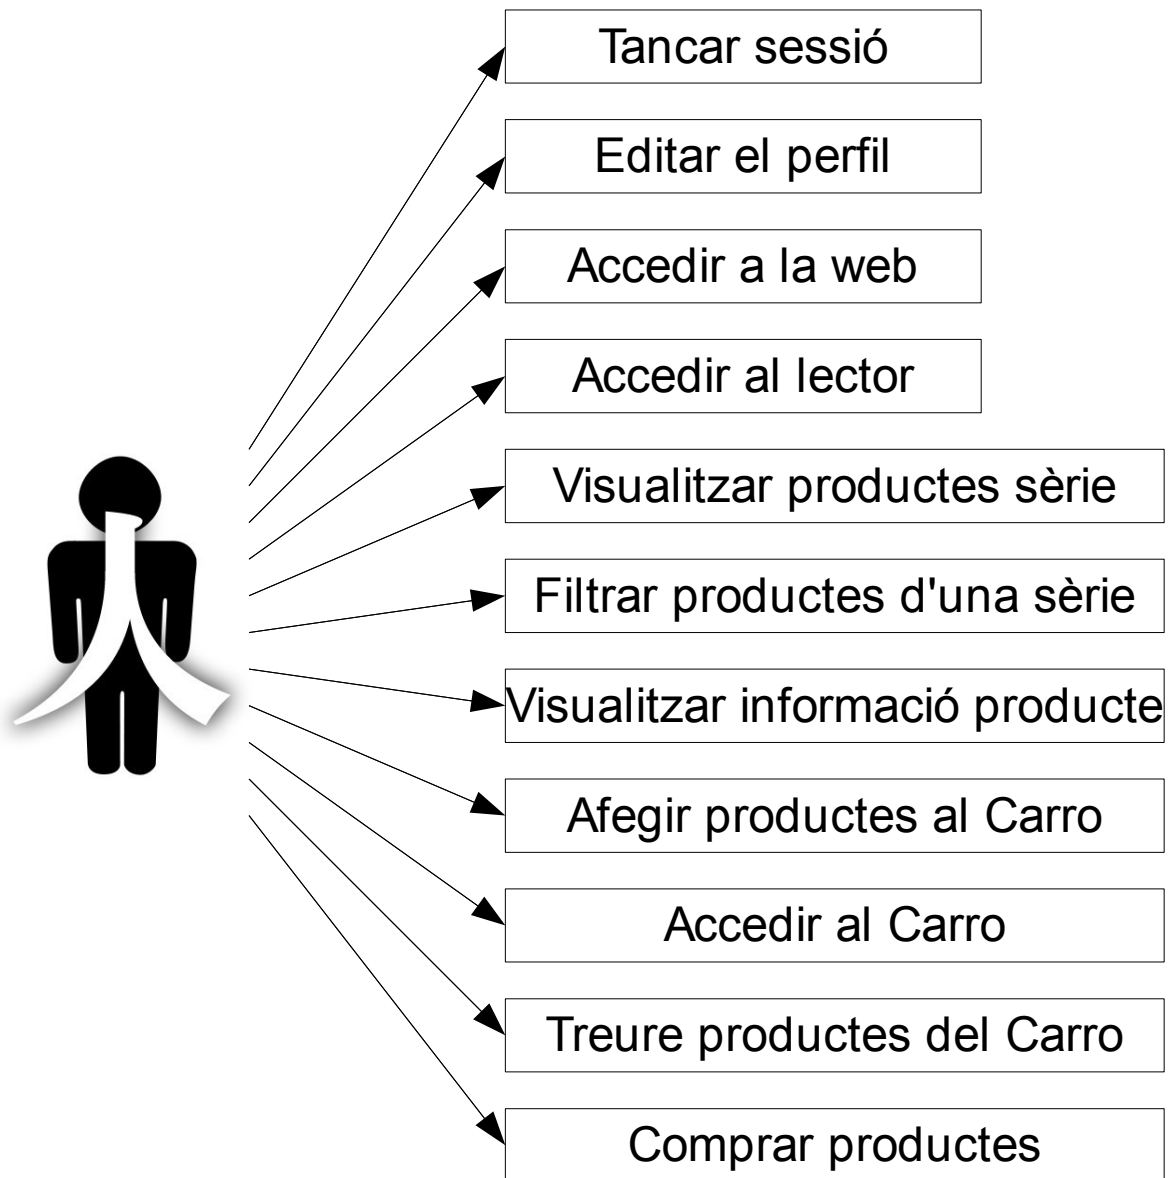 Tancar sessió
Editar el perfil
Accedir a la web
Accedir al lector
Visualitzar productes sèrie
Filtrar productes d'una sèrie
人
Visualitzar informació producte
Afegir productes al Carro
Accedir al Carro
Treure productes del Carro
Comprar productes